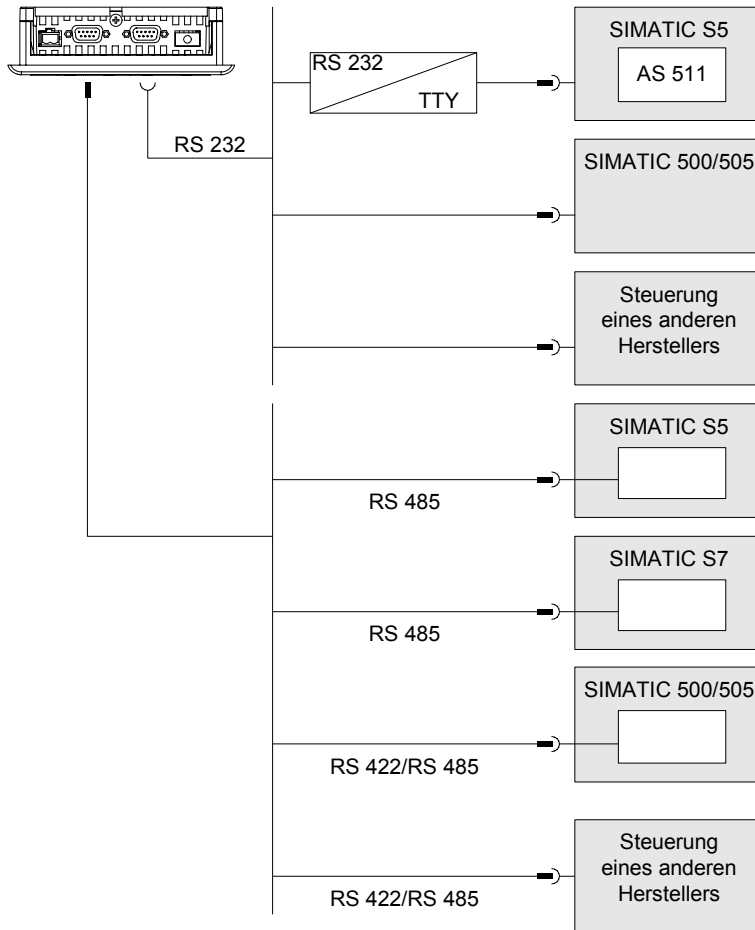 SIMATIC S5
RS 232
TTY
AS 511
RS 232
SIMATIC 500/505
Steuerung
eines anderen
Herstellers
SIMATIC S5
RS 485
SIMATIC S7
RS 485
SIMATIC 500/505
RS 422/RS 485
Steuerung
eines anderen
Herstellers
RS 422/RS 485